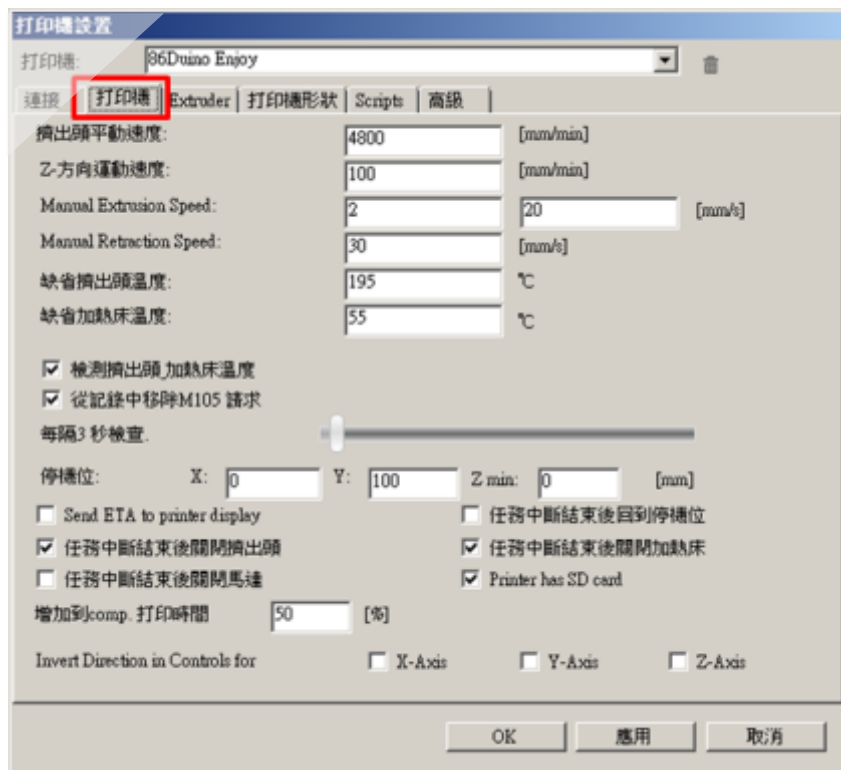 打印機設置
打印機: 86Duino Enjoy
連接 打印機 Extruder 打印機形狀 Scripts 高級
擠出頭平動速度: 4800 [mm/min]
Z-方向運動速度: 100 [mm/min]
Manual Extrusion Speed: 2 20 [mm/s]
Manual Retraction Speed: 30 [mm/s]
缺省擠出頭溫度: 195 ℃
缺省加熱床溫度: 55 ℃
檢測擠出頭,加熱床溫度
從記錄中移除M105 請求
每隔3 秒檢查.
停機位: X: 0 Y: 100 Z min: 0 [mm]
Send ETA to printer display 任務中斷結束後回到停機位
任務中斷結束後關閉擠出頭 任務中斷結束後關閉加熱床
任務中斷結束後關閉馬達 Printer has SD card
增加到comp. 打印時間 50 [%]
Invert Direction in Controls for X-Axis Y-Axis Z-Axis
OK 應用 取消